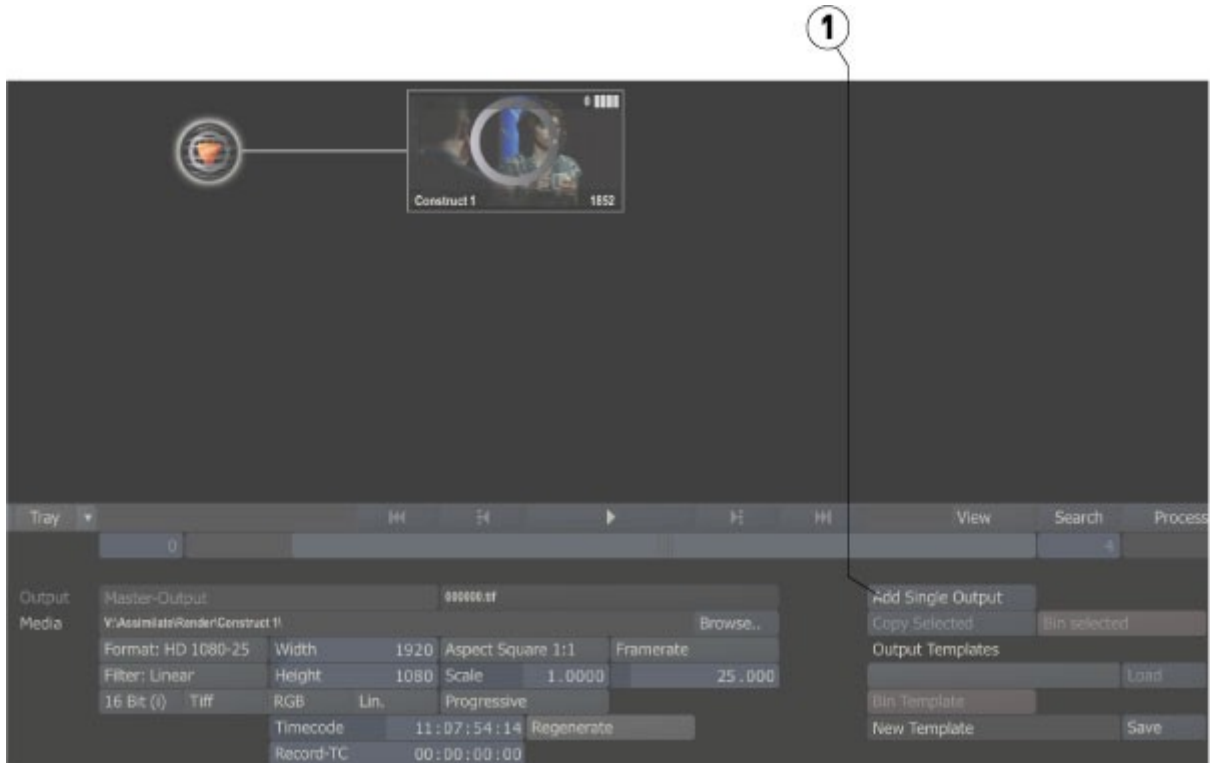 1
6
Construct 1 1852
Tray View Search Process
0 4
Output Master-Output 000000.tif Add Single Output
Media V:\Assimilate\Render\Construct 1\ Browse.. Copy Selected Bin selected
Format: HD 1080-25 Width 1920 Aspect Square 1:1 Framerate Output Templates
Filter: Linear Height 1080 Scale 1.0000 25.000 Load
16 Bit (i) Tiff RGB Lin. Progressive Bin Template
Timecode 11:07:54:14 Regenerate New Template Save
Record-TC 00:00:00:00